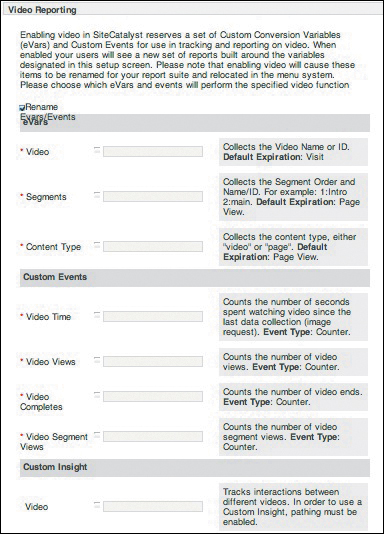 Video Reporting
Enabling video in SiteCatalyst reserves a set of Custom Conversion Variables
(eVars) and Custom Events for use in tracking and reporting on video. When
enabled your users will see a new set of reports built around the variables
designated in this setup screen. Please note that enabling video will cause these
items to be renamed for your report suite and relocated in the menu system.
Please choose which eVars and events will perform the specified video function
Rename
Evars/Events
eVars
* Video
Collects the Video Name or ID.
Default Expiration: Visit
* Segments
Collects the Segment Order and
Name/ID. For example: 1:Intro
2:main. Default Expiration: Page
View.
* Content Type
Collects the content type, either
"video" or "page". Default
Expiration: Page View.
Custom Events
* Video Time
Counts the number of seconds
spent watching video since the
last data collection (image
request). Event Type: Counter.
* Video Views
Counts the number of video
views. Event Type: Counter.
* Video
Completes
Counts the number of video ends.
Event Type: Counter.
* Video Segment
Views
Counts the number of video
segment views. Event Type:
Counter.
Custom Insight
Video
Tracks interactions between
different videos. In order to use a
Custom Insight, pathing must be
enabled.